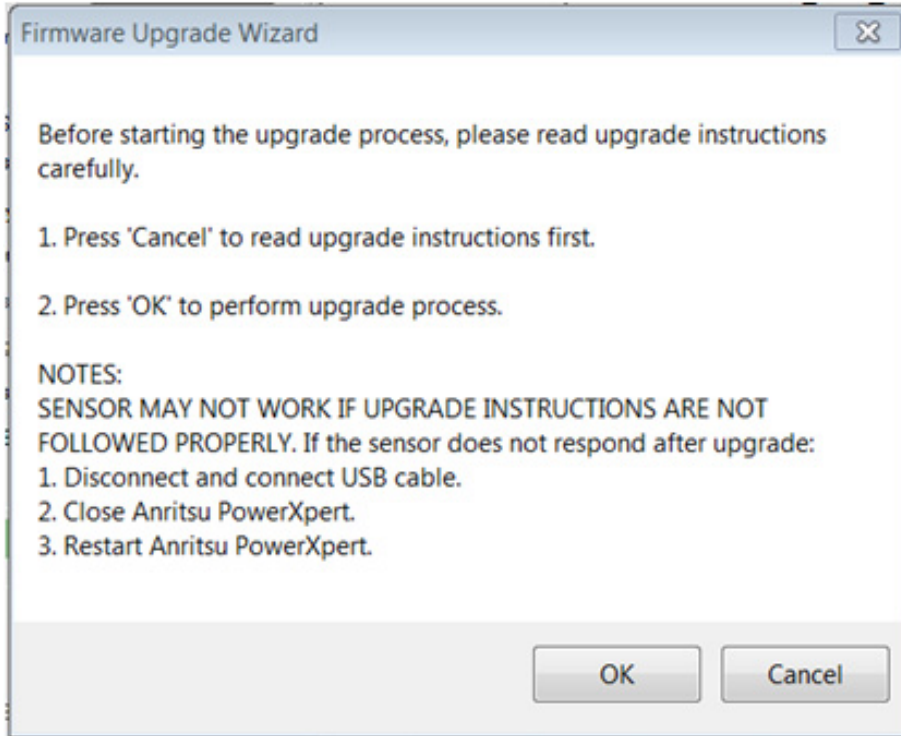 Firmware Upgrade Wizard
Before starting the upgrade process, please read upgrade instructions
carefully.
1. Press 'Cancel' to read upgrade instructions first.
2. Press 'OK' to perform upgrade process.
NOTES:
SENSOR MAY NOT WORK IF UPGRADE INSTRUCTIONS ARE NOT
FOLLOWED PROPERLY. If the sensor does not respond after upgrade:
1. Disconnect and connect USB cable.
2. Close Anritsu PowerXpert.
3. Restart Anritsu PowerXpert.
OK Cancel